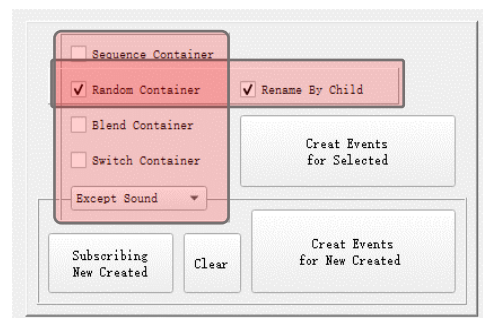 Sequence Container
Random Container
Rename By Child
Blend Container
Switch Container
Creat Events
for Selected
Except Sound
Subscribing
New Created
Clear
Creat Events
for New Created